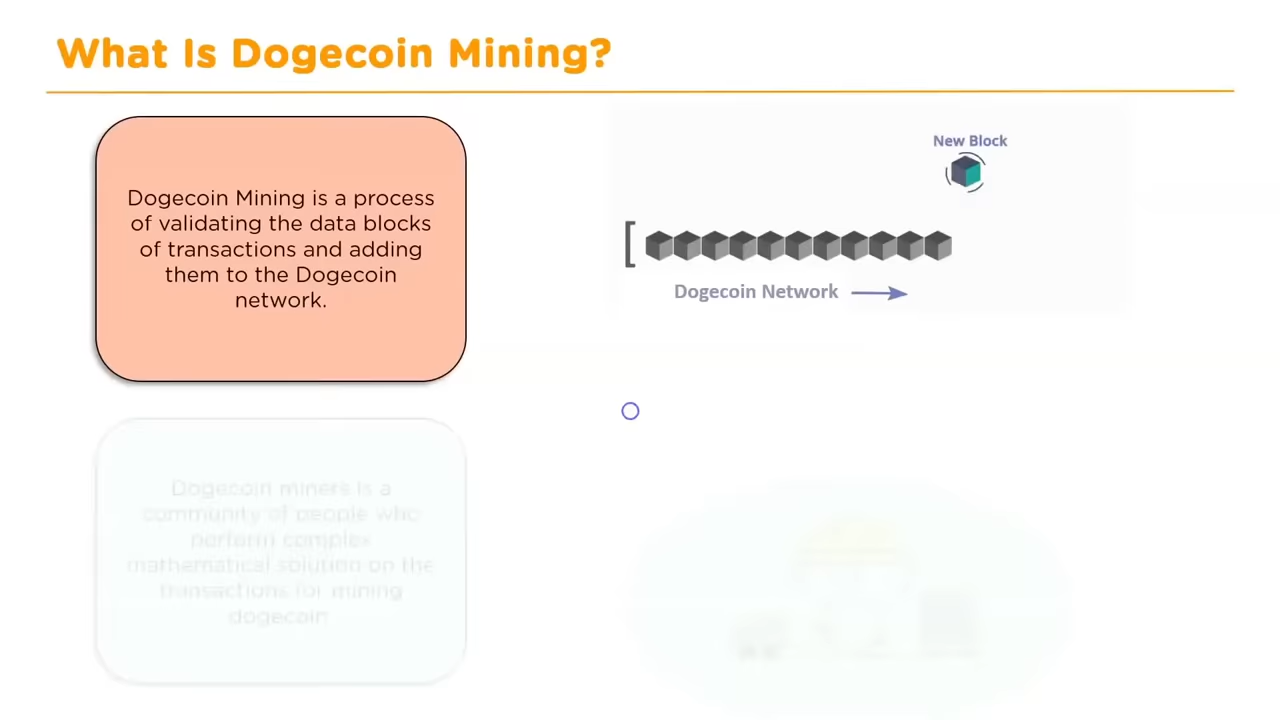 What Is Dogecoin Mining?
Dogecoin Mining is a process
of validating the data blocks
of transactions and adding
them to the Dogecoin
network.
New Block
Dogecoin Network
Dogecoin miners is a
community of people who
perform complex
mathematical solution on the
transactions for mining
dogecoin